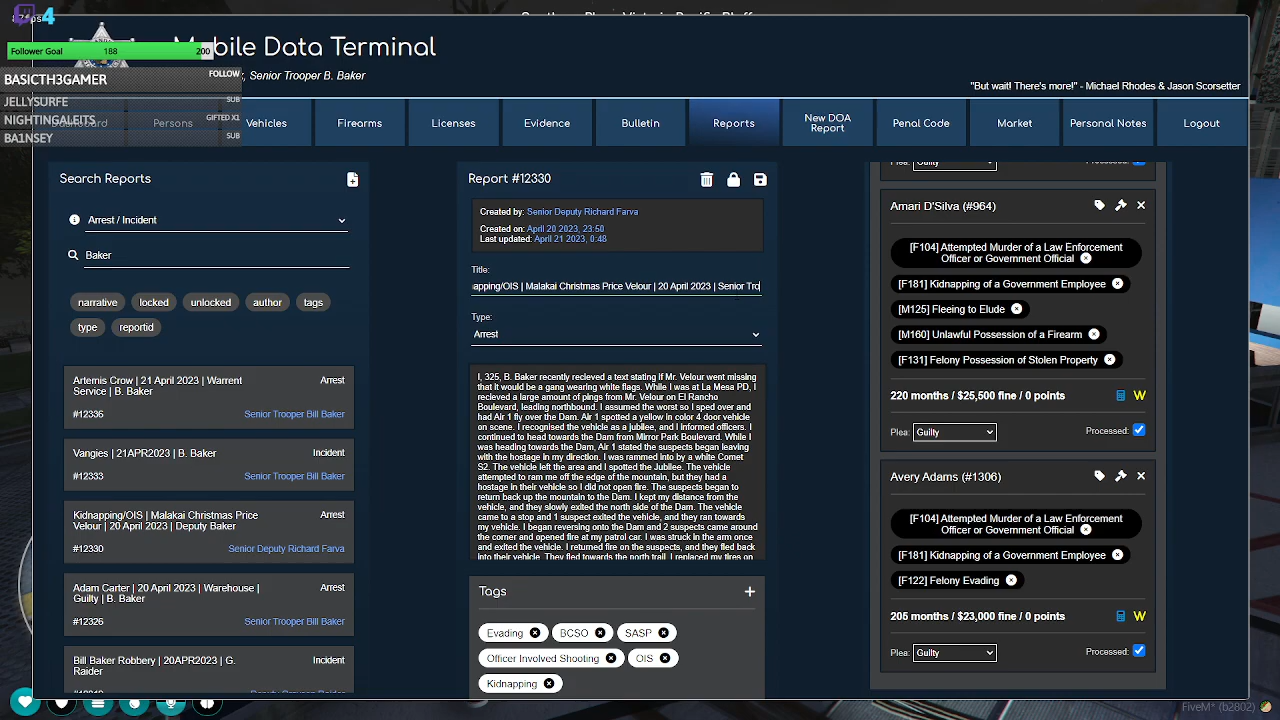 4
Follower Goal 188 200
BASICTH3GAMER FOLLOW
JELLYSURFE SUB
NIGHTINGALETS GIFTED X1
BA1NSEY SUB
Mobile Data Terminal
, Senior Trooper B. Baker
"But wait! There's more!" - Michael Rhodes & Jason Scorsetter
Persons
Vehicles
Firearms
Licenses
Evidence
Bulletin
Reports
New DOA
Report
Penal Code
Market
Personal Notes
Logout
Search Reports
Arrest / Incident
Baker
narrative locked unlocked author tags
type reportid
Artemis Crow | 21 April 2023 | Warrent
Service | B. Baker
Arrest
#12336 Senior Trooper Bill Baker
Vangies | 21APR2023 | B. Baker
Incident
#12333 Senior Trooper Bill Baker
Kidnapping/OIS | Malakai Christmas Price
Velour | 20 April 2023 | Deputy Baker
Arrest
#12330 Senior Deputy Richard Farva
Adam Carter | 20 April 2023 | Warehouse |
Guilty | B. Baker
Arrest
#12326 Senior Trooper Bill Baker
Bill Baker Robbery | 20APR2023 | G.
Raider
Incident
Report #12330
Created by: Senior Deputy Richard Farva
Created on: April 20 2023, 23:50
Last updated: April 21 2023, 0:48
Title:
apping/OIS | Malakai Christmas Price Velour | 20 April 2023 | Senior Tro
Type:
Arrest
I, 325, B. Baker recently recieved a text stating if Mr. Velour went missing
that it would be a gang wearing white flags. While I was at La Mesa PD, I
recieved a large amount of pings from Mr. Velour on El Rancho
Boulevard, leading northbound. I assumed the worst so I sped over and
had Air 1 fly over the Dam. Air 1 spotted a yellow in color 4 door vehicle
on scene. I recognised the vehicle as a jubilee, and I informed officers. I
continued to head towards the Dam from Mirror Park Boulevard. While I
was heading towards the Dam, Air 1 stated the suspects began leaving
with the hostage in my direction. I was rammed into by a white Comet
S2. The vehicle left the area and I spotted the Jubilee. The vehicle
attempted to ram me off the edge of the mountain, but they had a
hostage in their vehicle so I did not open fire. The suspects began to
return back up the mountain to the Dam. I kept my distance from the
vehicle, and they slowly exited the north side of the Dam. The vehicle
came to a stop and 1 suspect exited the vehicle, and they ran towards
my vehicle. I began reversing onto the Dam and 2 suspects came around
the corner and opened fire at my patrol car. I was struck in the arm once
and exited the vehicle. I returned fire on the suspects, and they fled back
into their vehicle. They fled towards the north trail. I replaced my tires on
Tags
Evading BCSO SASP
Officer Involved Shooting OIS
Kidnapping
Plea: Guilty
Processed:
Amari D'Silva (#964)
[F104] Attempted Murder of a Law Enforcement
Officer or Government Official
[F181] Kidnapping of a Government Employee
[M125] Fleeing to Elude
[M160] Unlawful Possession of a Firearm
[F131] Felony Possession of Stolen Property
220 months / $25,500 fine / 0 points W
Plea: Guilty
Processed:
Avery Adams (#1306)
[F104] Attempted Murder of a Law Enforcement
Officer or Government Official
[F181] Kidnapping of a Government Employee
[F122] Felony Evading
205 months / $23,000 fine / 0 points W
Plea: Guilty
Processed:
FiveM* (b2802)